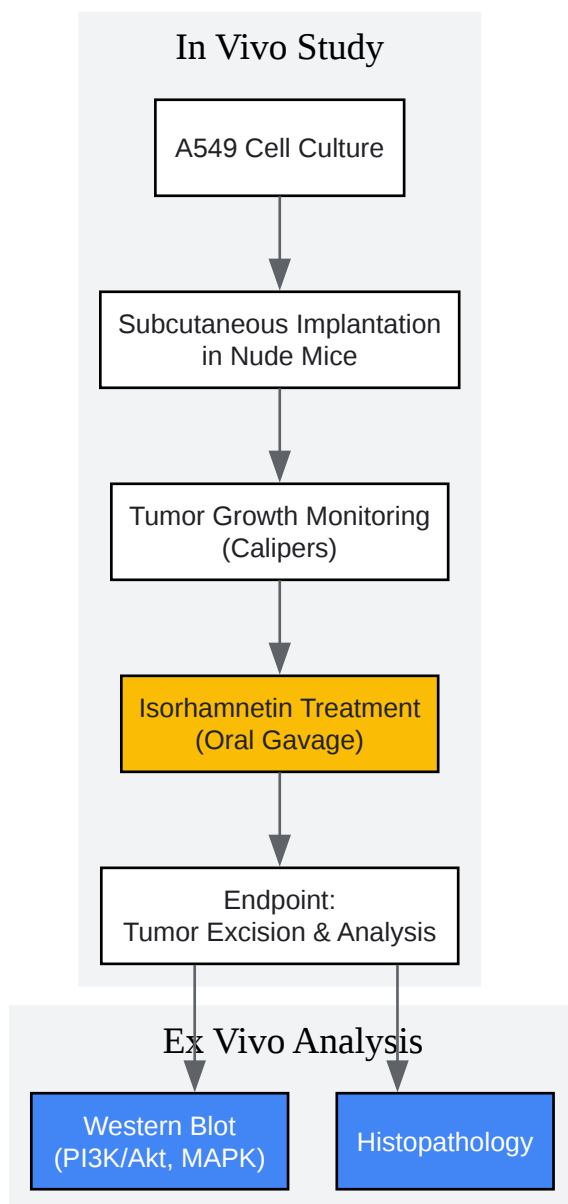 In Vivo Study
A549 Cell Culture
Subcutaneous Implantation
in Nude Mice
Tumor Growth Monitoring
(Calipers)
Isorhamnetin Treatment
(Oral Gavage)
Endpoint:
Tumor Excision & Analysis
Ex Vivo Analysis
Western Blot
(PI3K/Akt, MAPK)
Histopathology